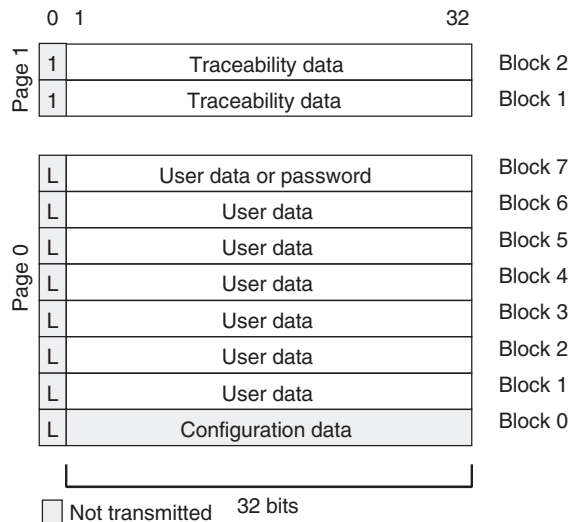 0 1 32
Page 1
1 Traceability data Block 2
1 Traceability data Block 1
Page 0
L User data or password Block 7
L User data Block 6
L User data Block 5
L User data Block 4
L User data Block 3
L User data Block 2
L User data Block 1
L Configuration data Block 0
32 bits
Not transmitted